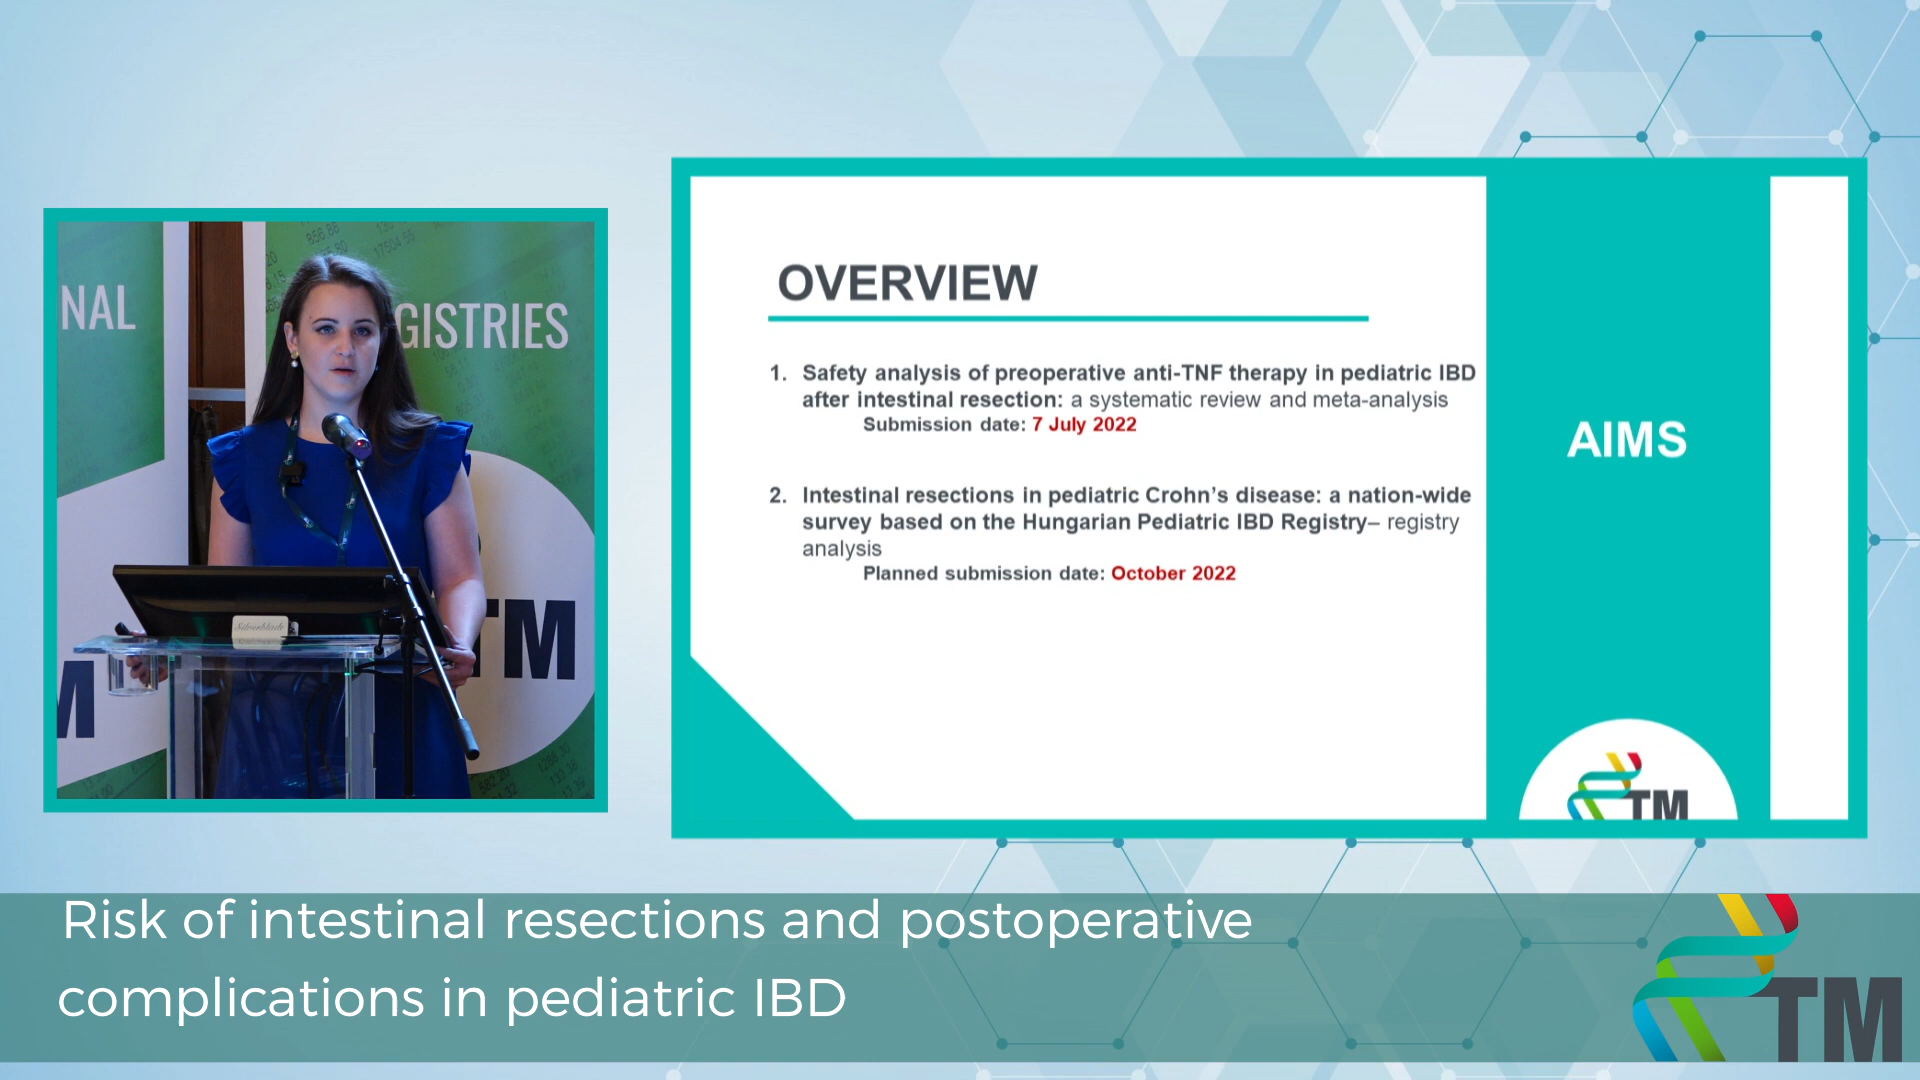 NAL
GISTRIES
TM
M
Silverblade
OVERVIEW
1. Safety analysis of preoperative anti-TNF therapy in pediatric IBD
after intestinal resection: a systematic review and meta-analysis
Submission date: 7 July 2022
2. Intestinal resections in pediatric Crohn’s disease: a nation-wide
survey based on the Hungarian Pediatric IBD Registry– registry
analysis
Planned submission date: October 2022
AIMS
TM
Risk of intestinal resections and postoperative
complications in pediatric IBD
TM